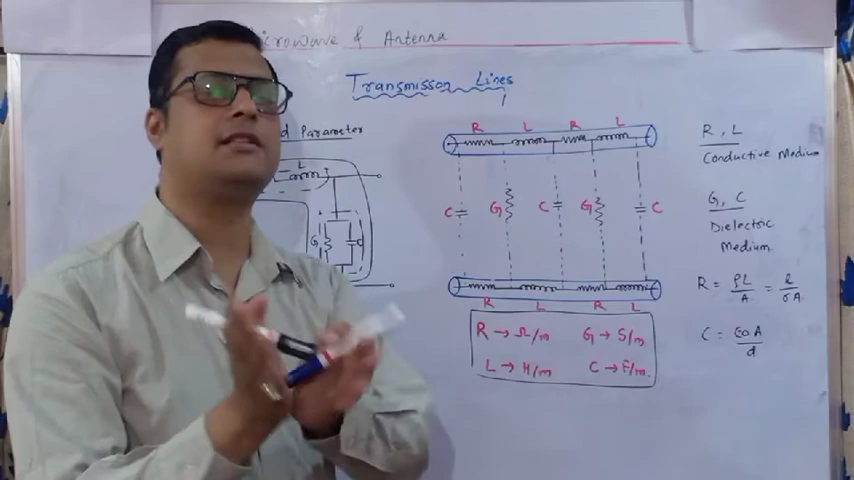 Microwave & Antenna
Transmisson Lines
d Parameter
L
G C
R L R L
C G C G C
R L R L
R → Ω/m G → S/m
L → H/m C → F/m.
R, L
Conductive Medium
G, C
Dielectric
Medium
R = ρL/A = l/σA
C = ε0A/d